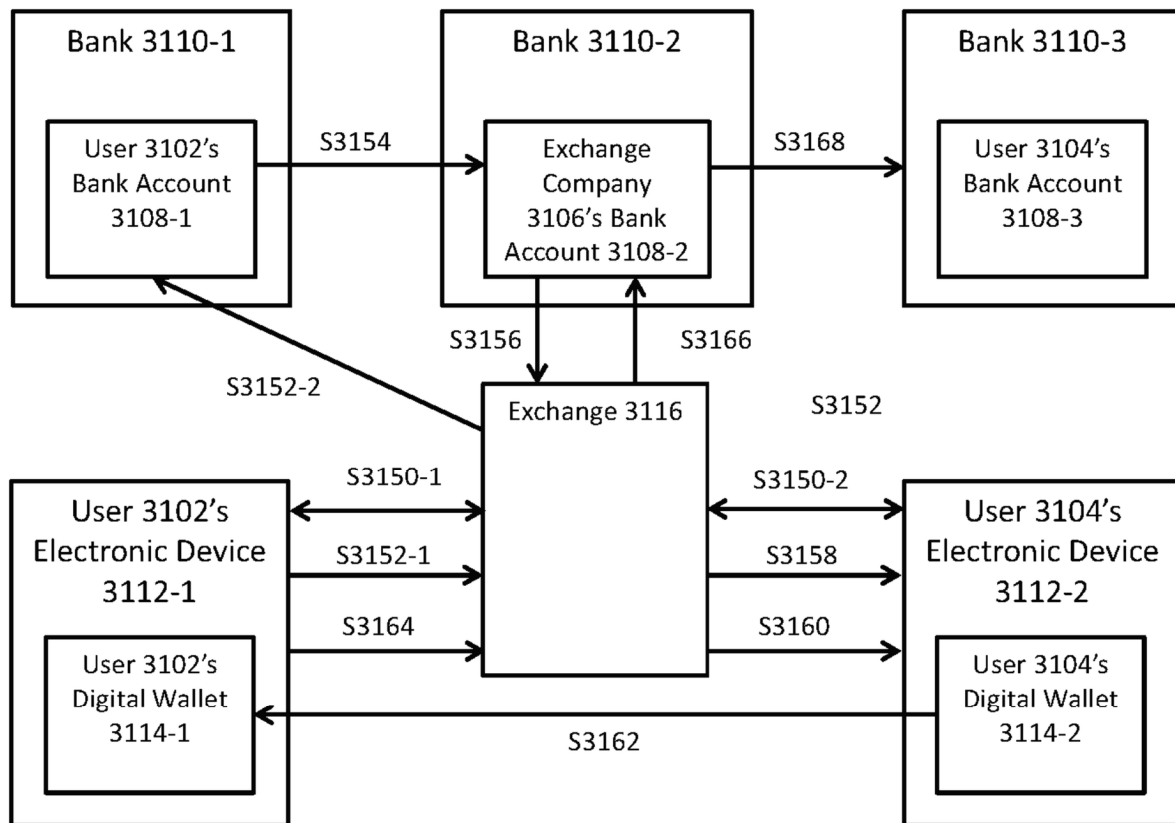 Bank 3110-1
User 3102’s
Bank Account
3108-1
S3154
Bank 3110-2
Exchange
Company
3106’s Bank
Account 3108-2
S3168
Bank 3110-3
User 3104’s
Bank Account
3108-3
S3156
S3166
S3152-2
Exchange 3116
S3152
User 3102’s
Electronic Device
3112-1
S3150-1
S3152-1
S3164
User 3102’s
Digital Wallet
3114-1
S3150-2
S3158
S3160
User 3104’s
Electronic Device
3112-2
User 3104’s
Digital Wallet
3114-2
S3162